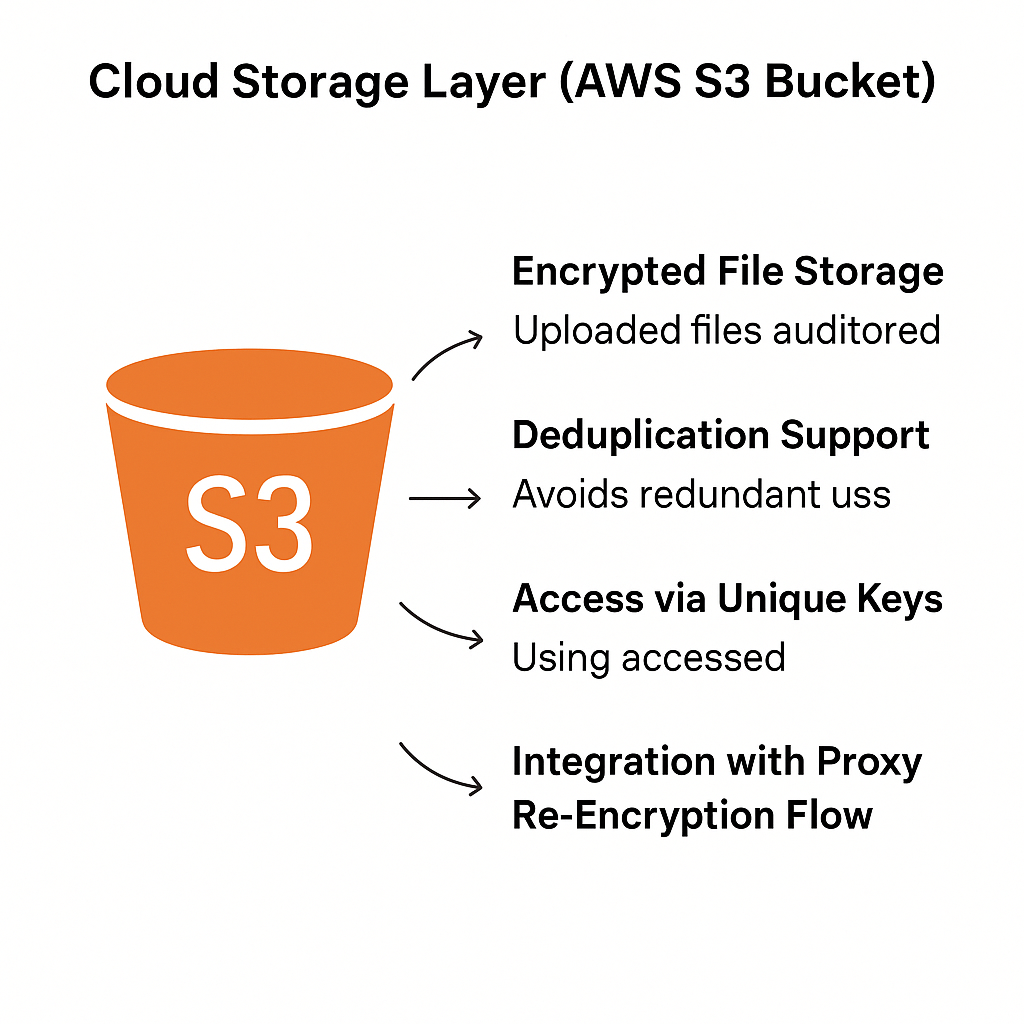 Cloud Storage Layer (AWS S3 Bucket)
S3
Encrypted File Storage
Uploaded files auditored
Deduplication Support
Avoids redundant uss
Access via Unique Keys
Using accessed
Integration with Proxy
Re-Encryption Flow